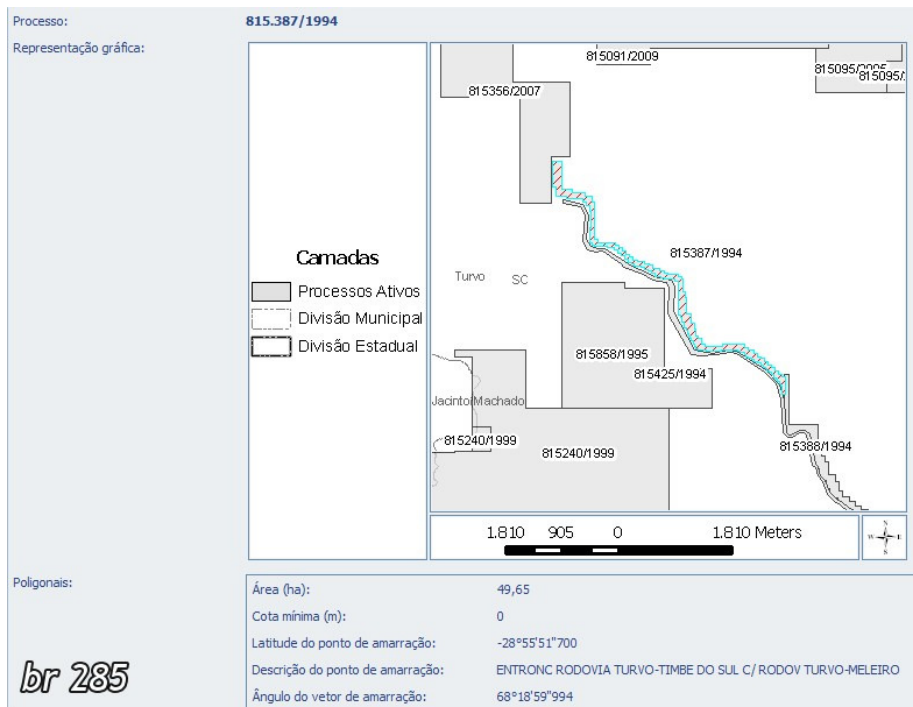 Processo: 815.387/1994
Representação gráfica:
815091/2009
815095/2005
815095/
815356/2007
815387/1994
Turvo SC
Camadas
Processos Ativos
Divisão Municipal
Divisão Estadual
815858/1995
815425/1994
Jacinto Machado
815240/1999
815240/1999
815388/1994
1.810 905 0 1.810 Meters
N
W E
S
Poligonais:
Área (ha): 49,65
Cota mínima (m): 0
Latitude do ponto de amarração: -28°55'51"700
Descrição do ponto de amarração: ENTRONC RODOVIA TURVO-TIMBE DO SUL C/ RODOV TURVO-MELEIRO
Ângulo do vetor de amarração: 68°18'59"994
br 285